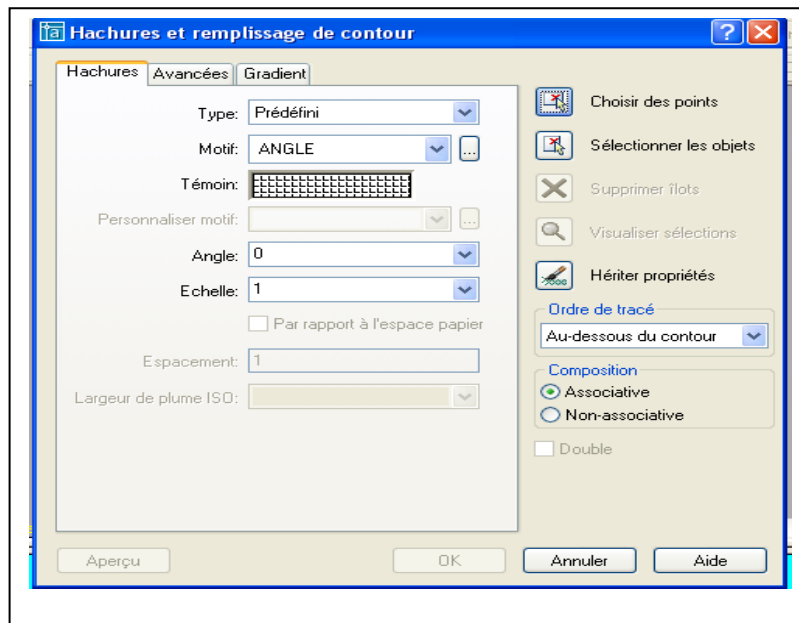 Hachures et remplissage de contour
Hachures Avancées Gradient
Type: Prédéfini
Motif: ANGLE ...
Témoin:
Personnaliser motif: ...
Angle: 0
Echelle: 1
Par rapport à l'espace papier
Espacement: 1
Largeur de plume ISO:
Choisir des points
Sélectionner les objets
Supprimer îlots
Visualiser sélections
Hériter propriétés
Ordre de tracé
Au-dessous du contour
Composition
Associative
Non-associative
Double
Aperçu OK Annuler Aide